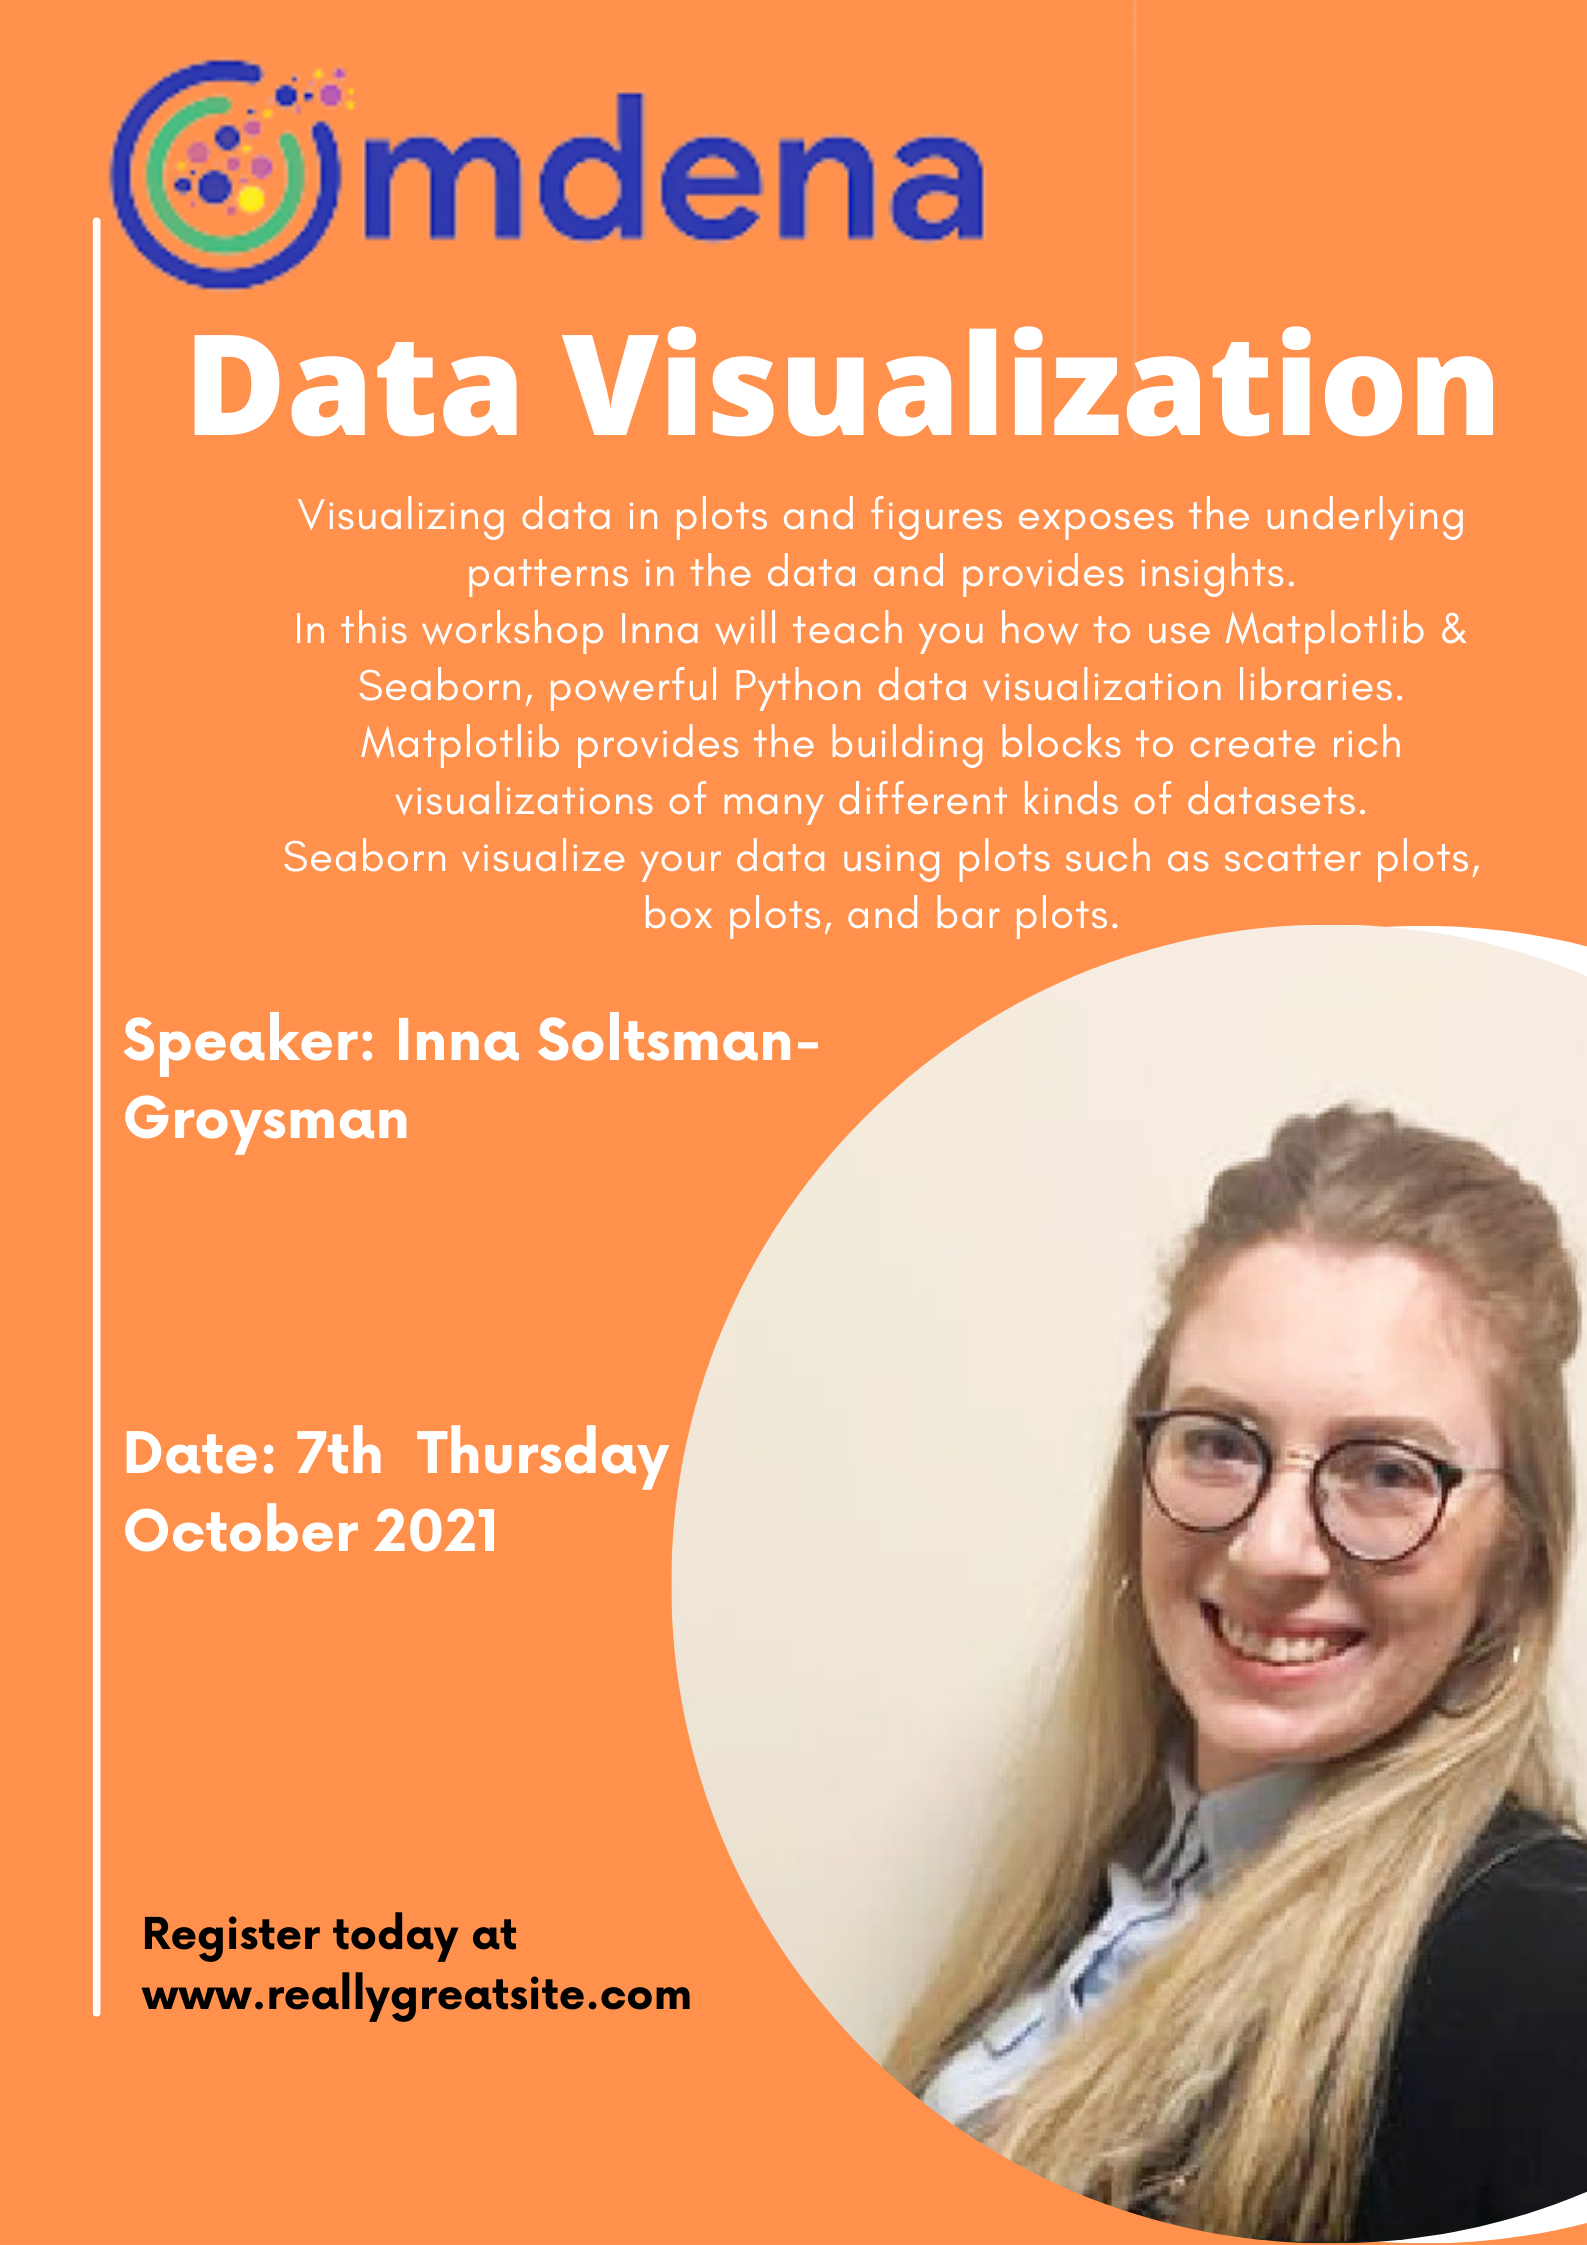 Omdena
Data Visualization
Visualizing data in plots and figures exposes the underlying
patterns in the data and provides insights.
In this workshop Inna will teach you how to use Matplotlib &
Seaborn, powerful Python data visualization libraries.
Matplotlib provides the building blocks to create rich
visualizations of many different kinds of datasets.
Seaborn visualize your data using plots such as scatter plots,
box plots, and bar plots.
Speaker: Inna Soltsman-
Groysman
Date: 7th  Thursday
October 2021
Register today at
www.reallygreatsite.com